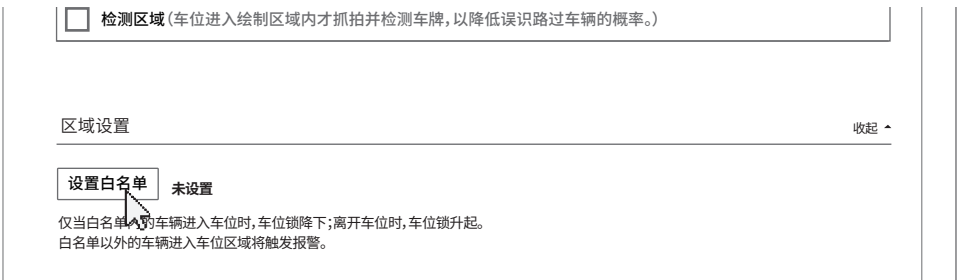 检测区域(车位进入绘制区域内才抓拍并检测车牌,以降低误识路过车辆的概率。)
区域设置
收起
设置白名单 未设置
仅当白名单内的车辆进入车位时,车位锁降下;离开车位时,车位锁升起。
白名单以外的车辆进入车位区域将触发报警。